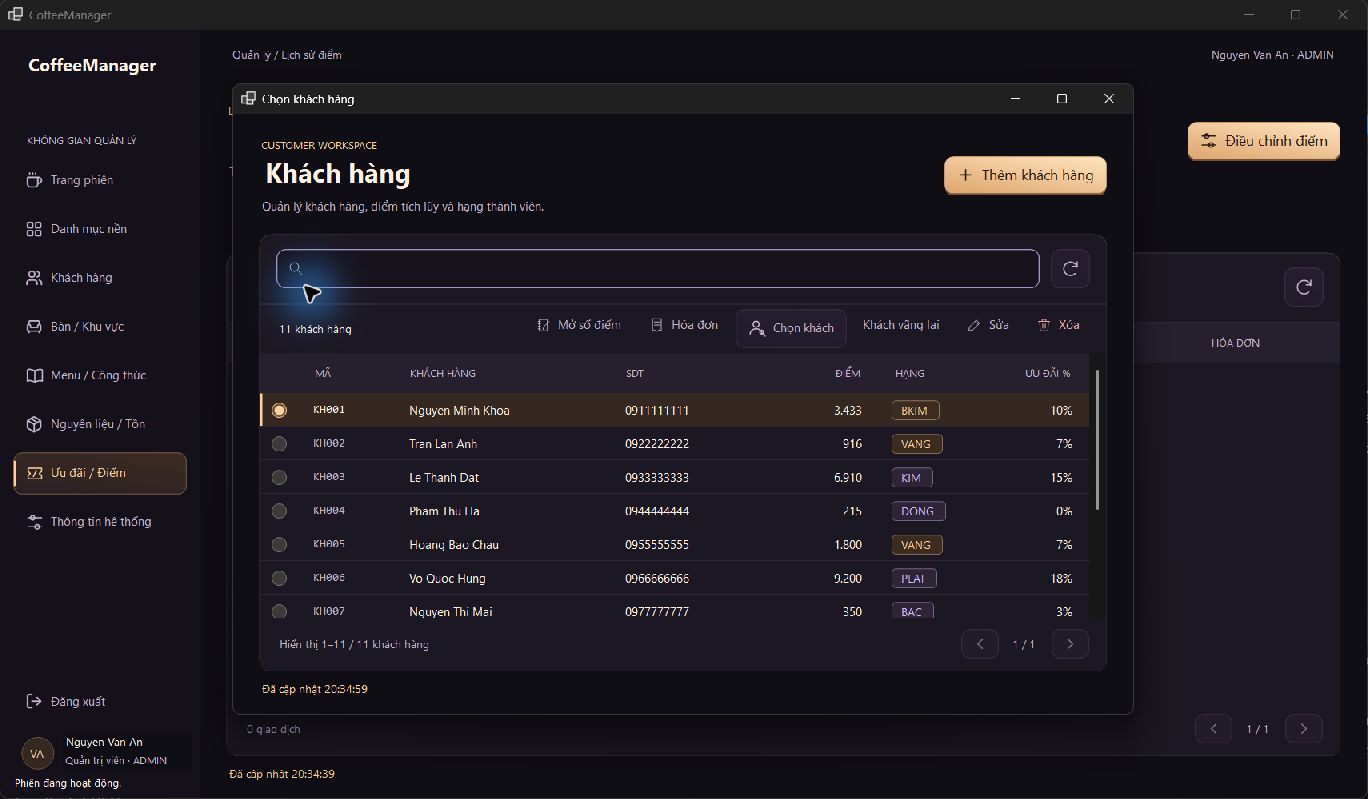 CoffeeManager
CoffeeManager
Quản lý / Lịch sử điểm
Nguyen Van An · ADMIN
KHÔNG GIAN QUẢN LÝ
Trang phiên
Danh mục nền
Khách hàng
Bàn / Khu vực
Menu / Công thức
Nguyên liệu / Tồn
Ưu đãi / Điểm
Thông tin hệ thống
Đăng xuất
VA
Nguyen Van An
Quản trị viên · ADMIN
Phiên đang hoạt động.
Điều chỉnh điểm
HÓA ĐƠN
Chọn khách hàng
CUSTOMER WORKSPACE
Khách hàng
Thêm khách hàng
Quản lý khách hàng, điểm tích lũy và hạng thành viên.
11 khách hàng
Mở sổ điểm
Hóa đơn
Chọn khách
Khách vãng lai
Sửa
Xóa
MÃ KHÁCH HÀNG SĐT ĐIỂM HẠNG ƯU ĐÃI %
KH001 Nguyen Minh Khoa 0911111111 3.433 BKIM 10%
KH002 Tran Lan Anh 0922222222 916 VANG 7%
KH003 Le Thanh Dat 0933333333 6.910 KIM 15%
KH004 Pham Thu Ha 0944444444 215 DONG 0%
KH005 Hoang Bao Chau 0955555555 1.800 VANG 7%
KH006 Vo Quoc Hung 0966666666 9.200 PLAT 18%
KH007 Nguyen Thi Mai 0977777777 350 BAC 3%
Hiển thị 1–11 / 11 khách hàng
1 / 1
Đã cập nhật 20:34:59
0 giao dịch
1 / 1
Đã cập nhật 20:34:39